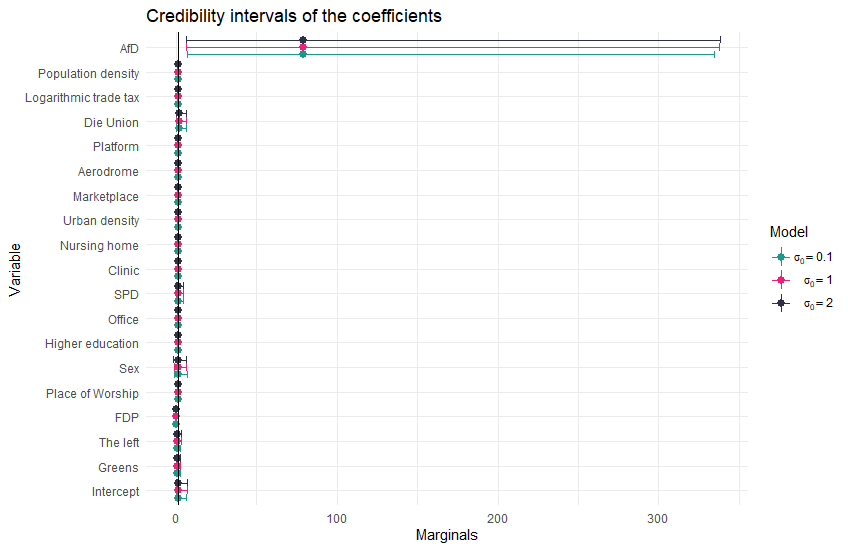 Credibility intervals of the coefficients
Variable
AfD
Population density
Logarithmic trade tax
Die Union
Platform
Aerodrome
Marketplace
Urban density
Nursing home
Clinic
SPD
Office
Higher education
Sex
Place of Worship
FDP
The left
Greens
Intercept
0 100 200 300
Marginals
Model
σ₀ = 0.1
σ₀ = 1
σ₀ = 2